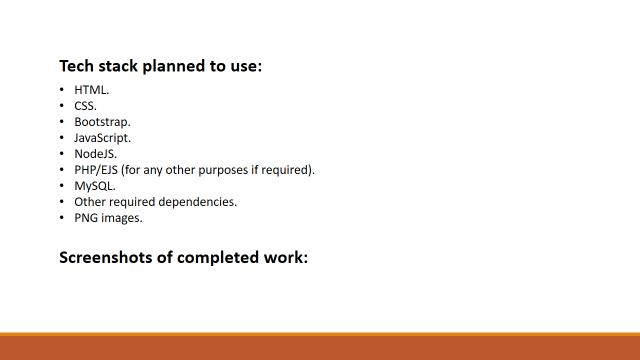 Tech stack planned to use:
• HTML.
• CSS.
• Bootstrap.
• JavaScript.
• NodeJS.
• PHP/EJS (for any other purposes if required).
• MySQL.
• Other required dependencies.
• PNG images.
Screenshots of completed work: